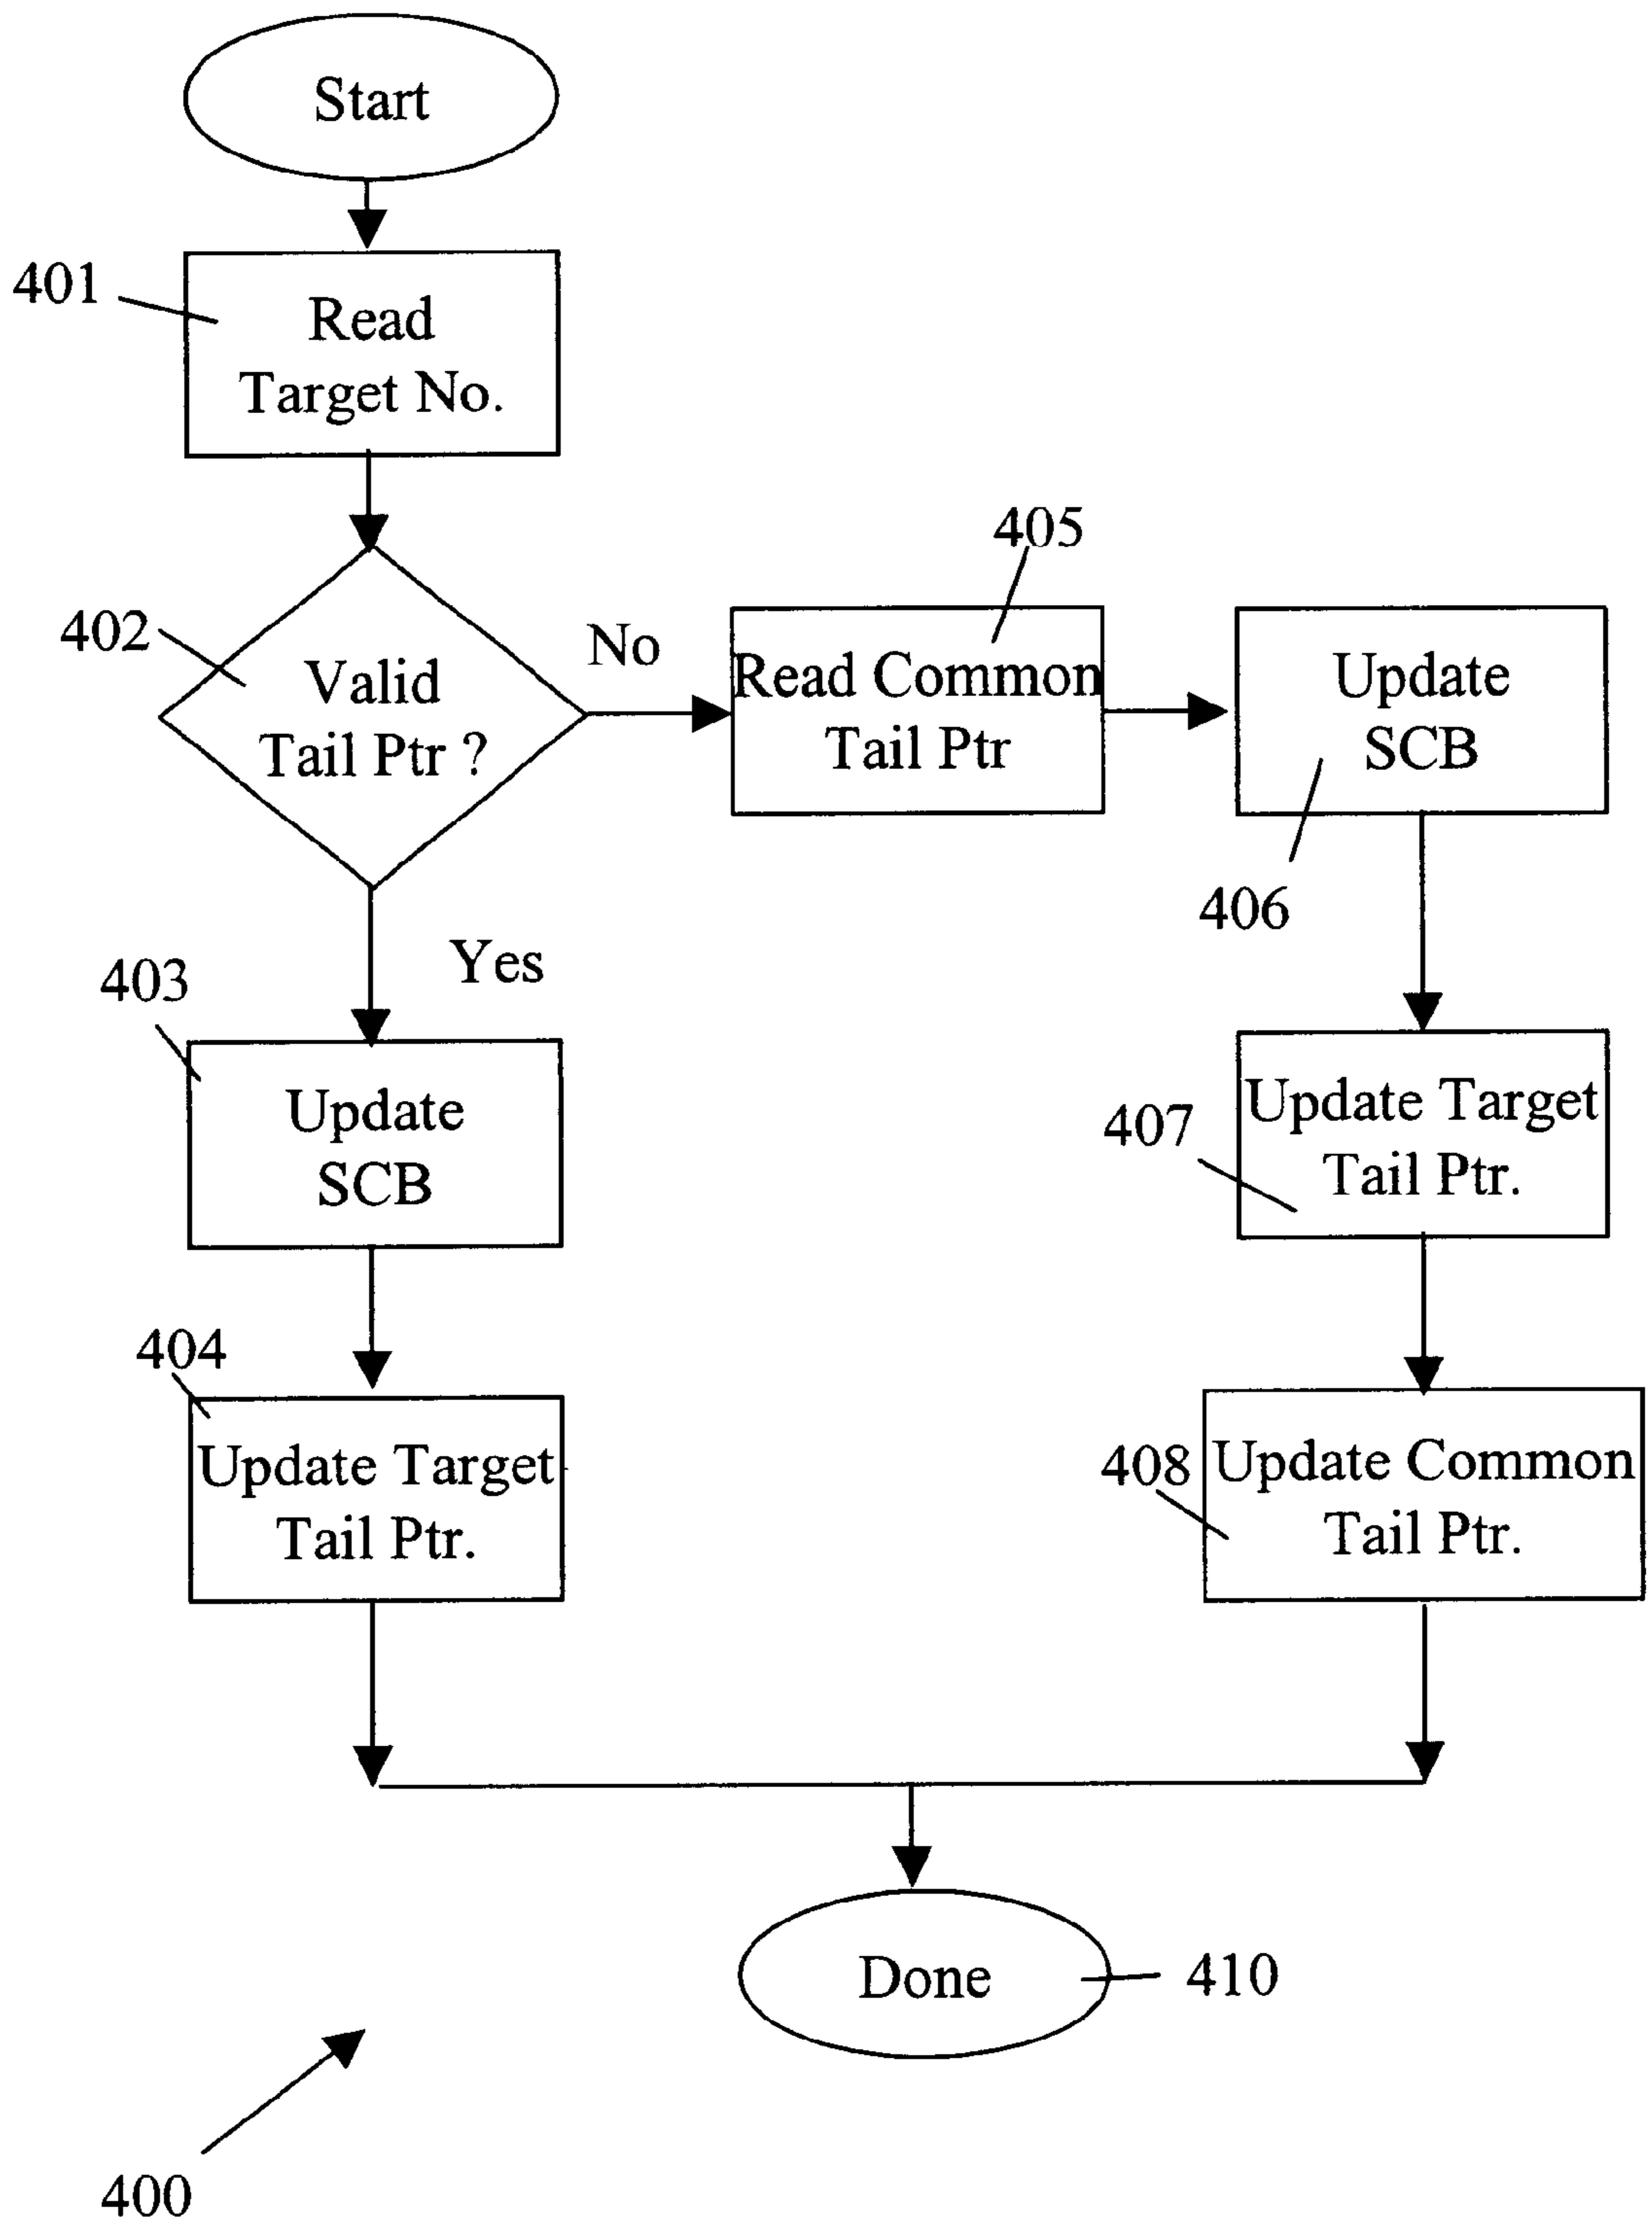 Start
401
Read
Target No.
402
Valid
Tail Ptr ?
No
405
Read Common
Tail Ptr
Update
SCB
406
Yes
403
Update
SCB
407
Update Target
Tail Ptr.
404
Update Target
Tail Ptr.
408
Update Common
Tail Ptr.
Done
410
400